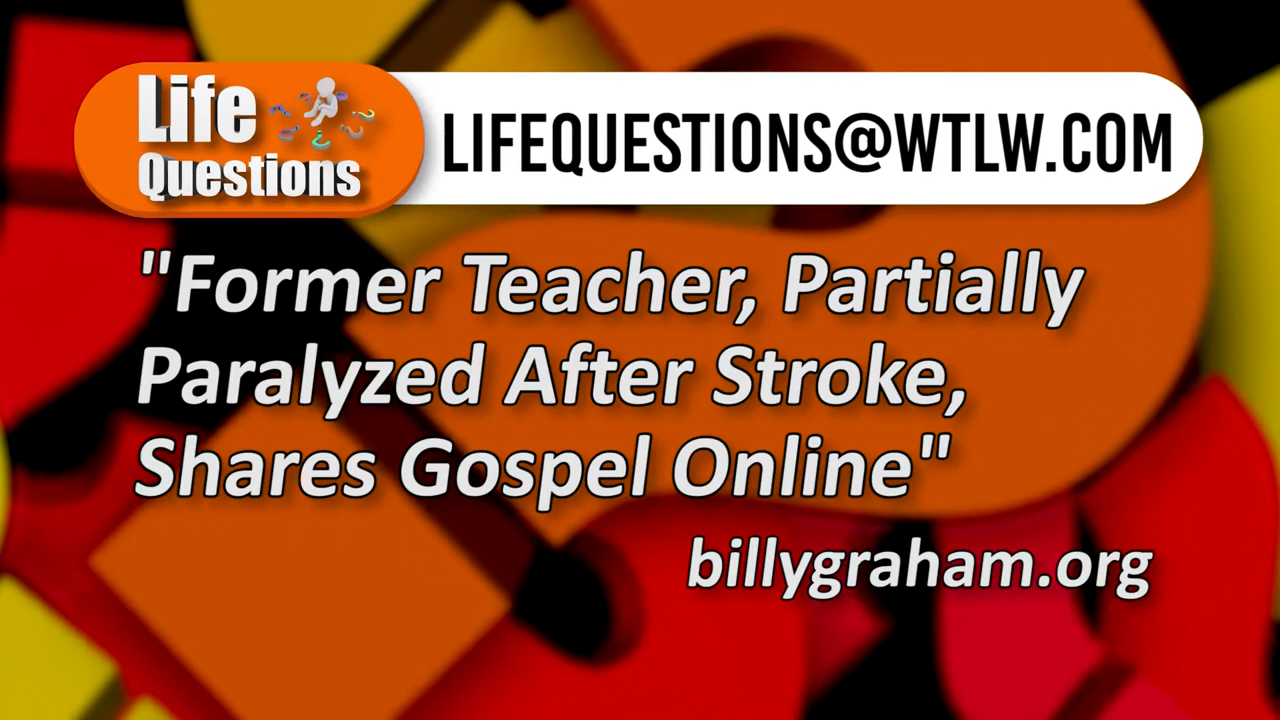 Life
Questions
LIFEQUESTIONS@WTLW.COM
"Former Teacher, Partially
Paralyzed After Stroke,
Shares Gospel Online"
billygraham.org